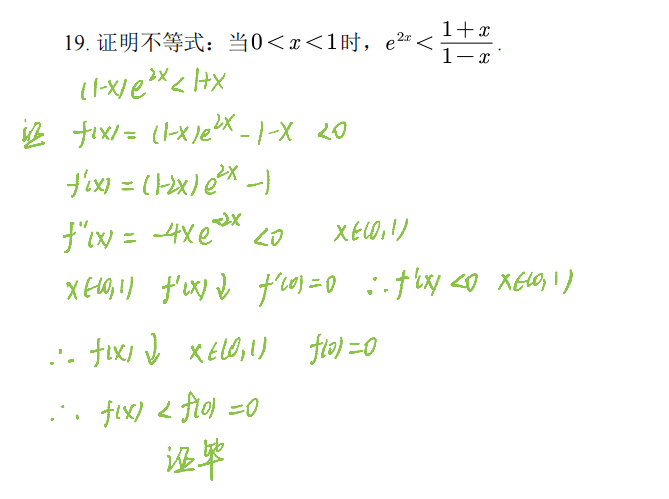 19. 证明不等式：当0<x<1时，e^{2x}<\frac{1+x}{1-x}.
(1-x)e^{2x}<1+x
证 f(x)=(1-x)e^{2x}-1-x <0
f'(x)=(1-2x)e^{2x}-1
f''(x)=-4xe^{2x}<0 x∈(0,1)
x∈(0,1) f'(x)↓ f'(0)=0 ∴f'(x)<0 x∈(0,1)
∴f(x)↓ x∈(0,1) f(0)=0
∴f(x)<f(0)=0
证毕